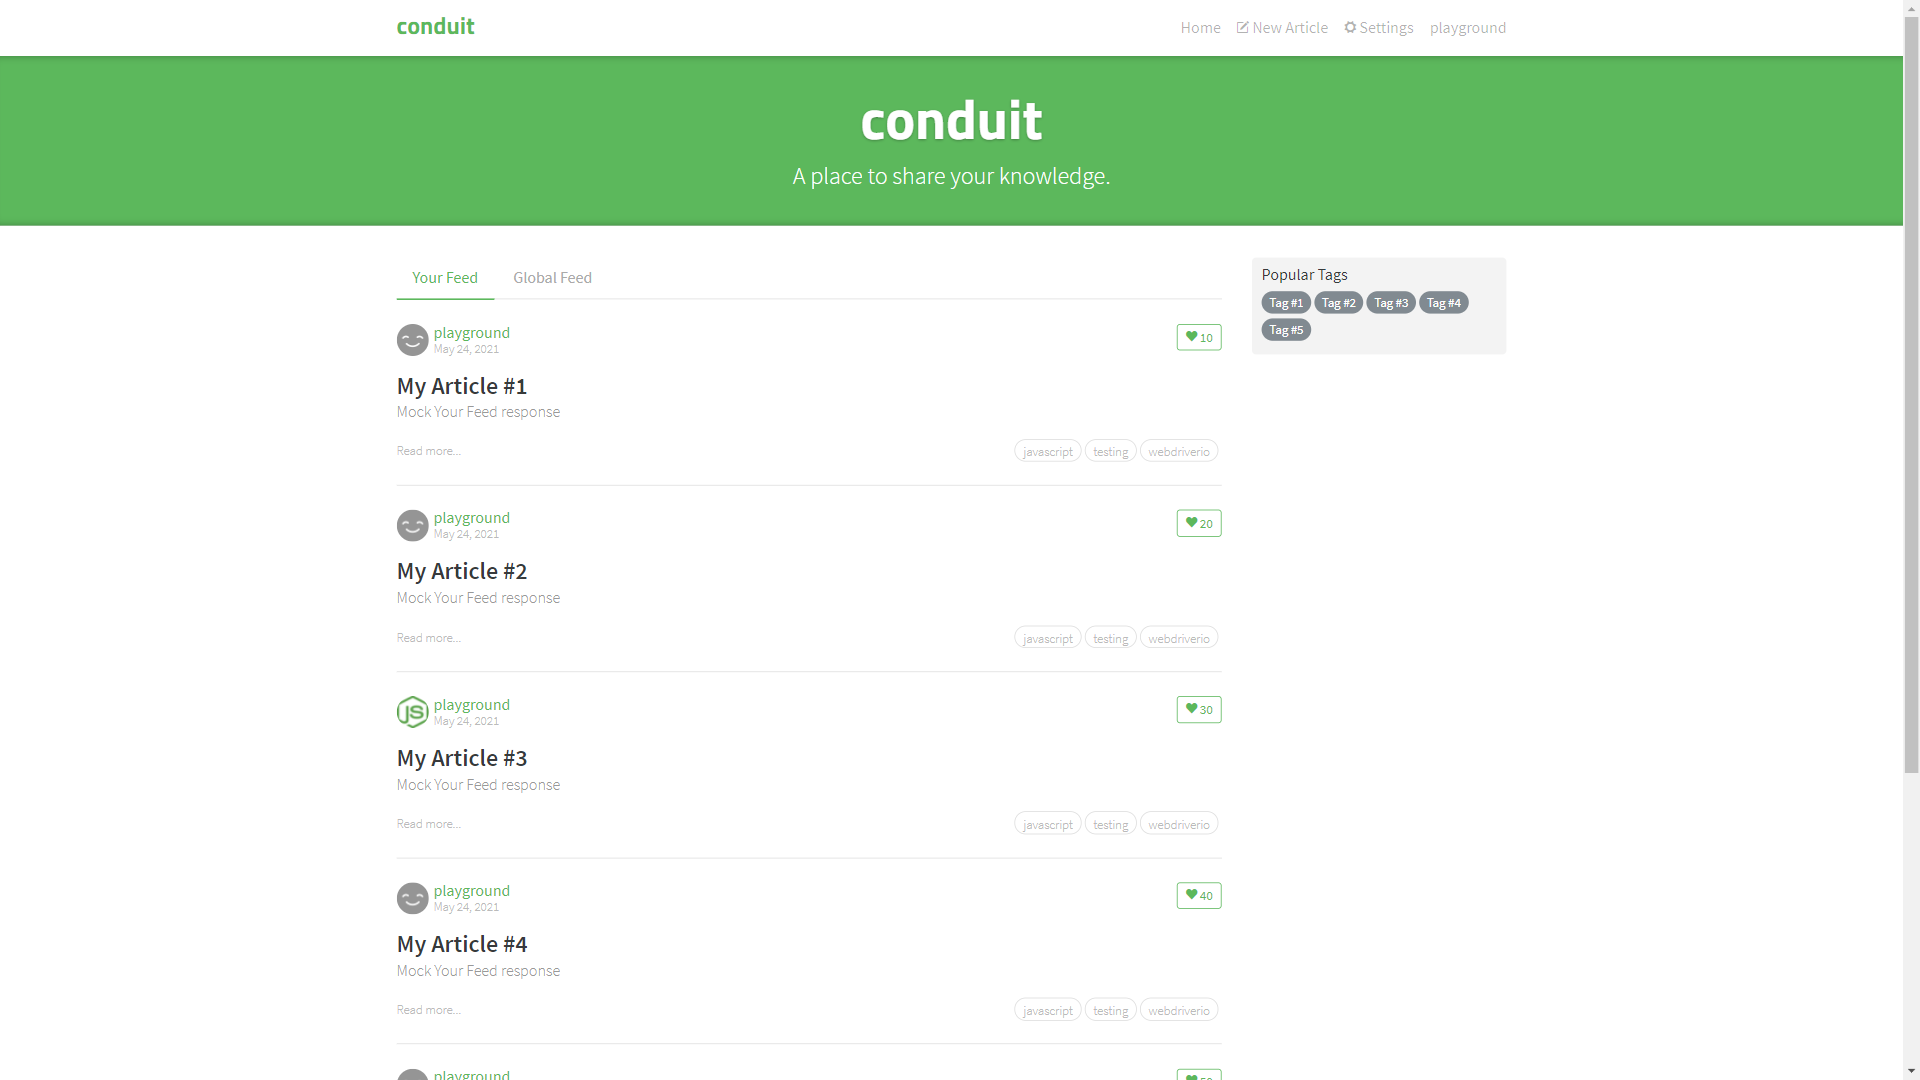 conduit
Home New Article Settings playground
conduit
A place to share your knowledge.
Your Feed Global Feed
Popular Tags
Tag #1 Tag #2 Tag #3 Tag #4
Tag #5
playground
May 24, 2021
10
My Article #1
Mock Your Feed response
Read more...
javascript testing webdriverio
playground
May 24, 2021
20
My Article #2
Mock Your Feed response
Read more...
javascript testing webdriverio
JS
playground
May 24, 2021
30
My Article #3
Mock Your Feed response
Read more...
javascript testing webdriverio
playground
May 24, 2021
40
My Article #4
Mock Your Feed response
Read more...
javascript testing webdriverio
playground